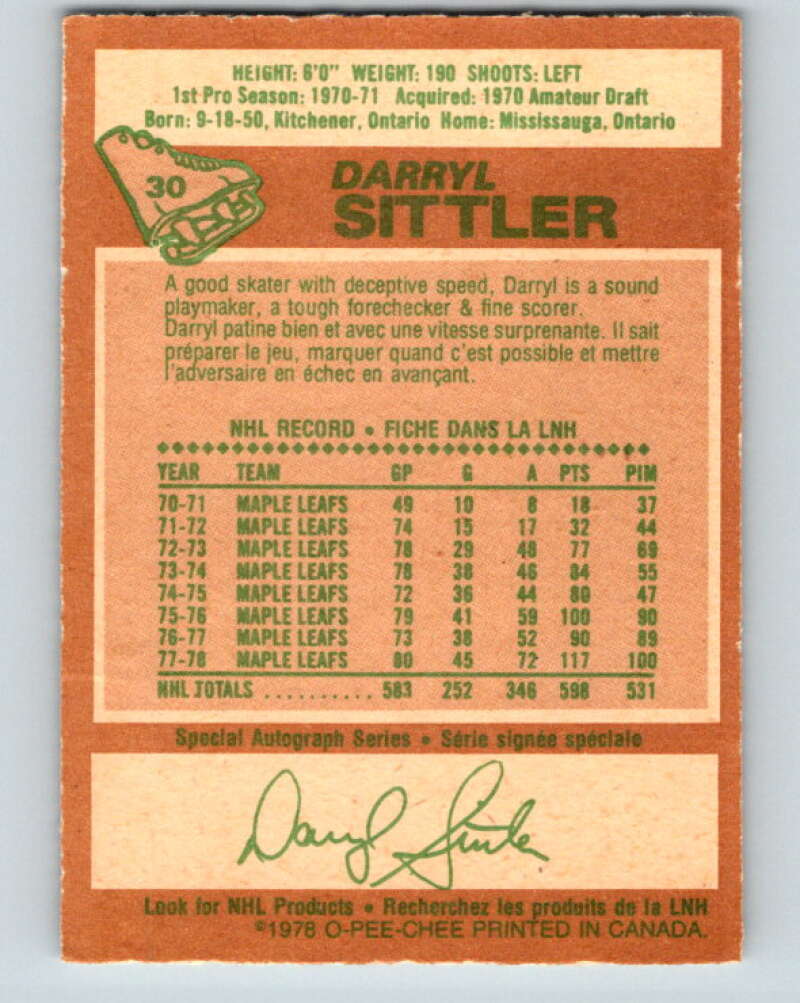 HEIGHT: 6'0" WEIGHT: 190 SHOOTS: LEFT
1st Pro Season: 1970-71 Acquired: 1970 Amateur Draft
Born: 9-18-50, Kitchener, Ontario Home: Mississauga, Ontario
30
DARRYL
SITTLER
A good skater with deceptive speed, Darryl is a sound
playmaker, a tough forechecker & fine scorer.
Darryl patine bien et avec une vitesse surprenante. Il sait
préparer le jeu, marquer quand c'est possible et mettre
l'adversaire en échec en avançant.
NHL RECORD • FICHE DANS LA LNH
YEAR TEAM GP G A PTS PIM
70-71 MAPLE LEAFS 49 10 8 18 37
71-72 MAPLE LEAFS 74 15 17 32 44
72-73 MAPLE LEAFS 78 29 48 77 69
73-74 MAPLE LEAFS 78 38 46 84 55
74-75 MAPLE LEAFS 72 36 44 80 47
75-76 MAPLE LEAFS 79 41 59 100 90
76-77 MAPLE LEAFS 73 38 52 90 89
77-78 MAPLE LEAFS 80 45 72 117 100
NHL TOTALS .......... 583 252 346 598 531
Special Autograph Series • Série signée spéciale
Darryl Sittler
Look for NHL Products • Recherchez les produits de la LNH
©1978 O-PEE-CHEE PRINTED IN CANADA.